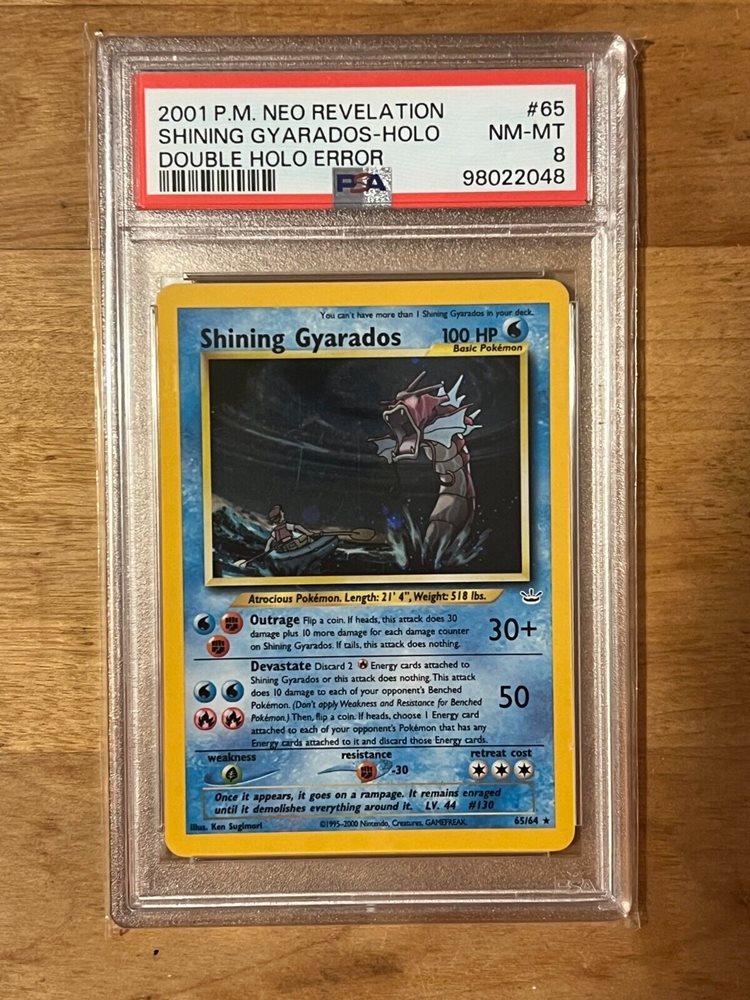 2001 P.M. NEO REVELATION #65
SHINING GYARADOS-HOLO NM-MT
DOUBLE HOLO ERROR 8
PSA 98022048
You can't have more than 1 Shining Gyarados in your deck.
Shining Gyarados 100 HP
Basic Pokémon
Atrocious Pokémon. Length: 21' 4", Weight: 518 lbs.
Outrage Flip a coin. If heads, this attack does 30
damage plus 10 more damage for each damage counter
on Shining Gyarados. If tails, this attack does nothing.
30+
Devastate Discard 2 Energy cards attached to
Shining Gyarados or this attack does nothing. This attack
does 10 damage to each of your opponent's Benched
Pokémon. (Don't apply Weakness and Resistance for Benched
Pokémon.) Then, flip a coin. If heads, choose 1 Energy card
attached to each of your opponent's Pokémon that has any
Energy cards attached to it and discard those Energy cards.
50
weakness resistance retreat cost
-30
Once it appears, it goes on a rampage. It remains enraged
until it demolishes everything around it. LV. 44 #130
Illus. Ken Sugimori ©1995-2000 Nintendo, Creatures, GAMEFREAK. 65/64 ★